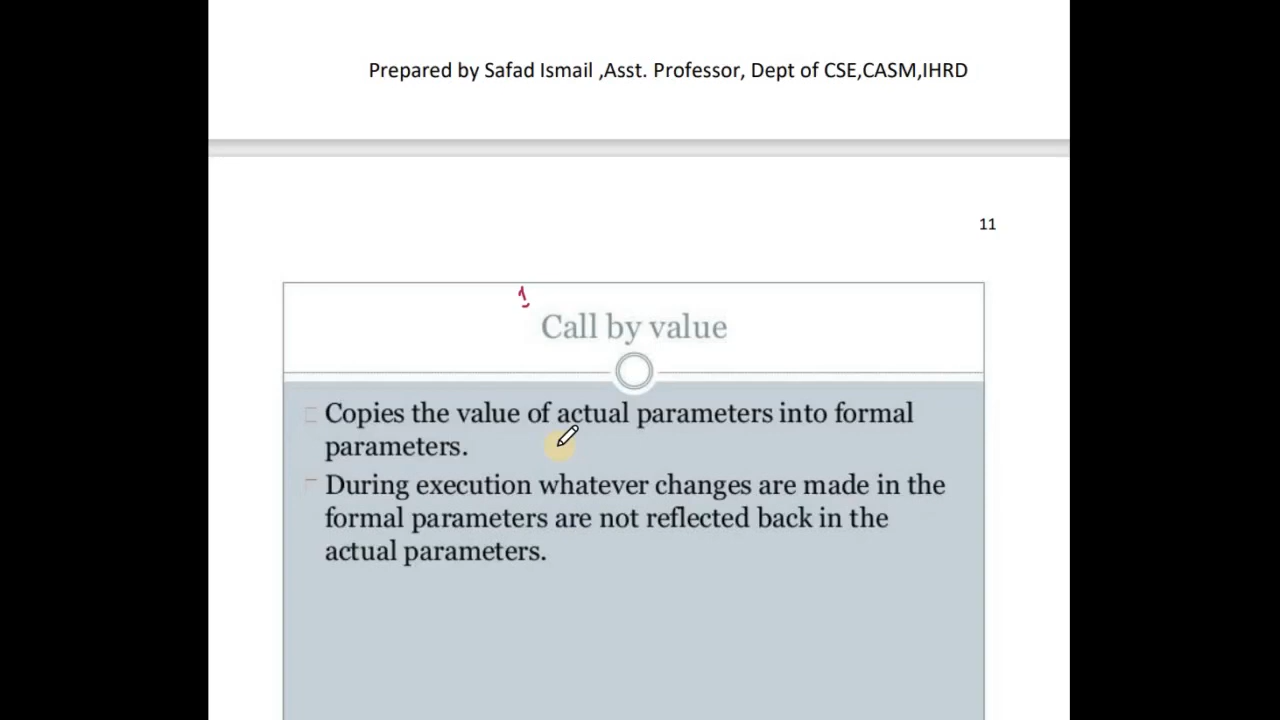 Prepared by Safad Ismail ,Asst. Professor, Dept of CSE,CASM,IHRD
11
1
Call by value
Copies the value of actual parameters into formal
parameters.
During execution whatever changes are made in the
formal parameters are not reflected back in the
actual parameters.